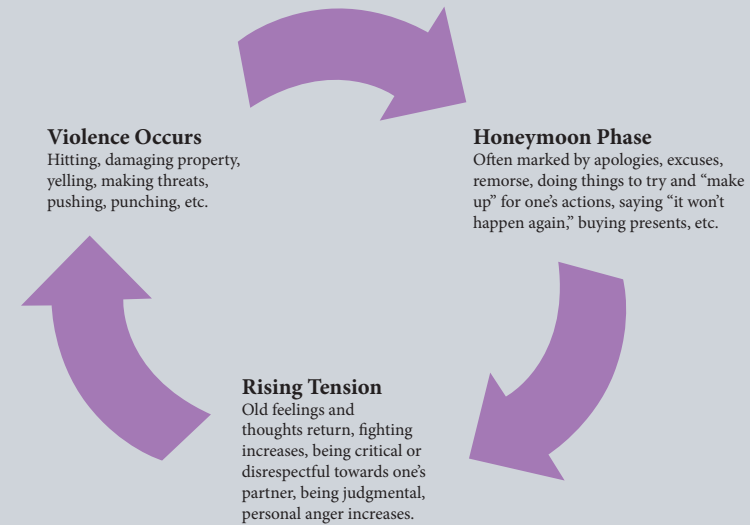 Violence Occurs
Hitting, damaging property,
yelling, making threats,
pushing, punching, etc.
Honeymoon Phase
Often marked by apologies, excuses,
remorse, doing things to try and “make
up” for one’s actions, saying “it won’t
happen again,” buying presents, etc.
Rising Tension
Old feelings and
thoughts return, fighting
increases, being critical or
disrespectful towards one’s
partner, being judgmental,
personal anger increases.